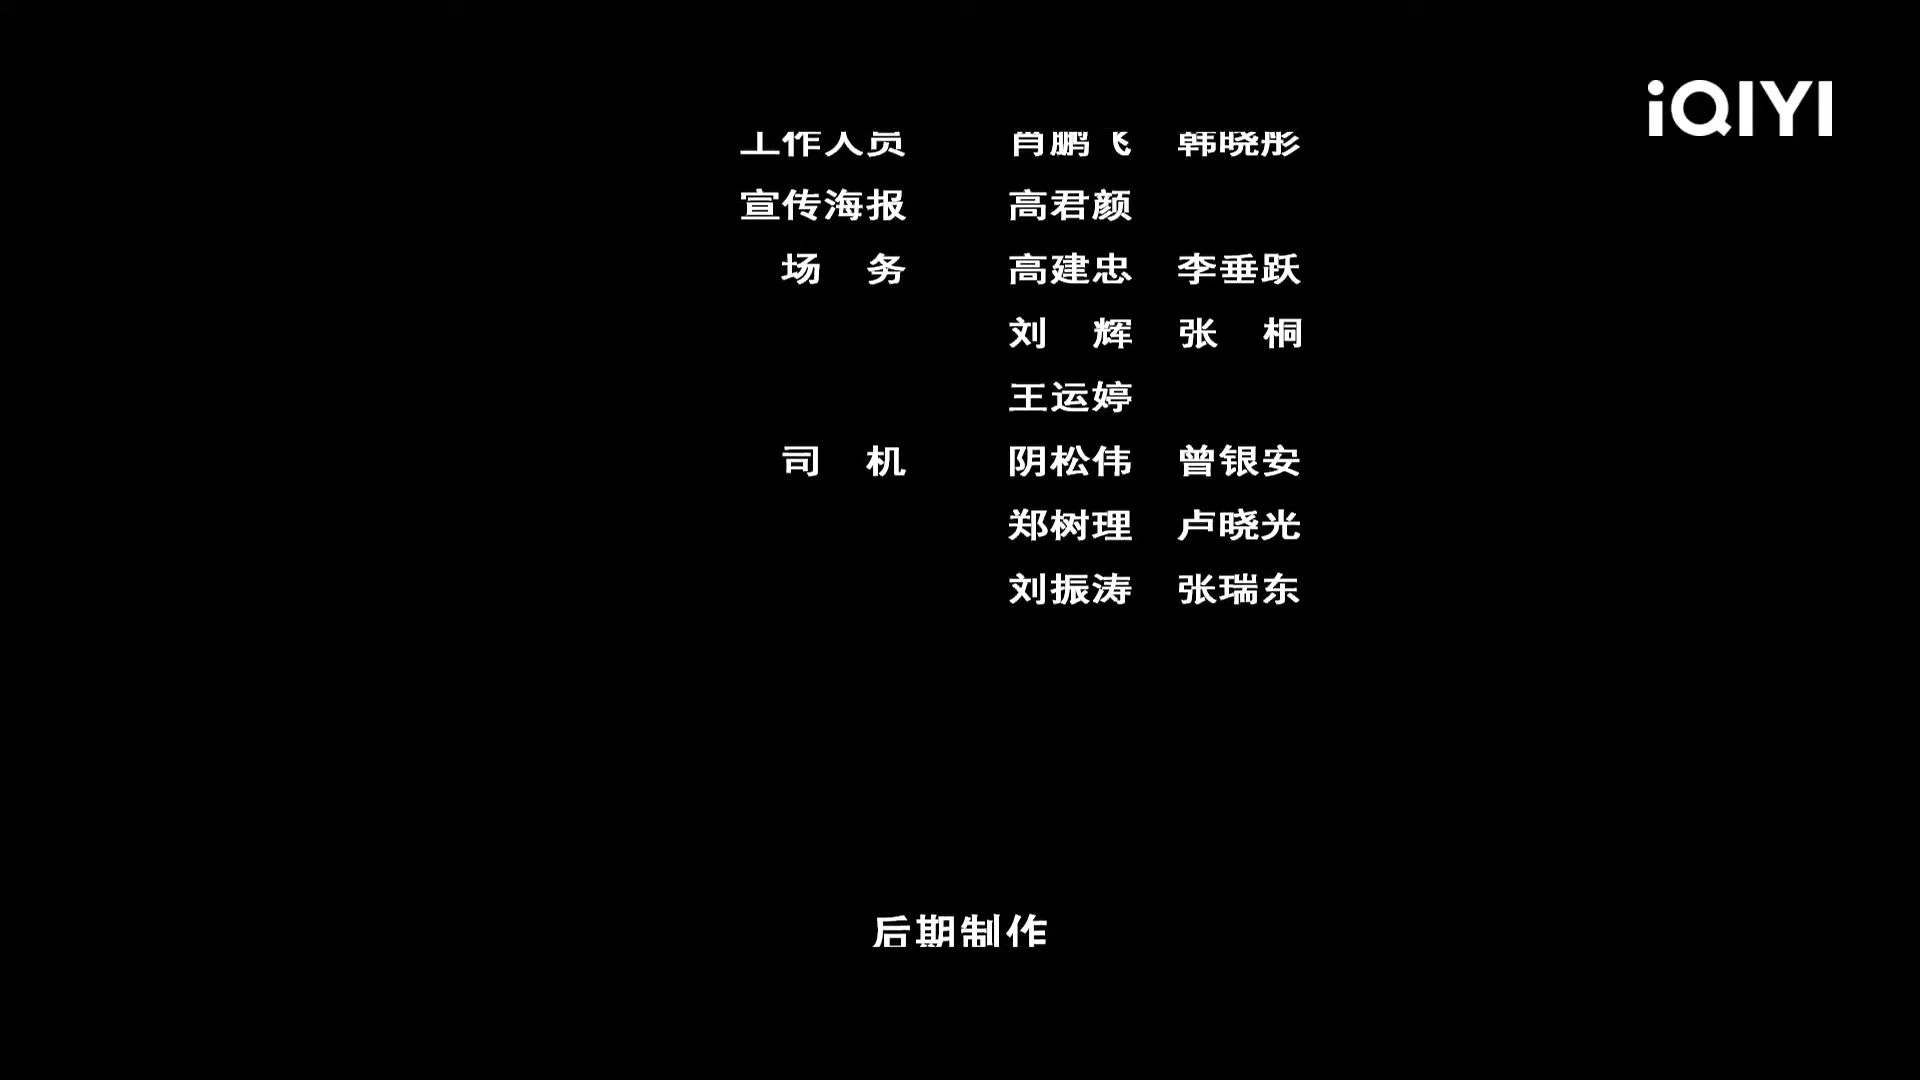 iQIYI
工作人员 肖鹏飞 韩晓彤
宣传海报 高君颜
场 务 高建忠 李垂跃
刘 辉 张 桐
王运婷
司 机 阴松伟 曾银安
郑树理 卢晓光
刘振涛 张瑞东
后期制作